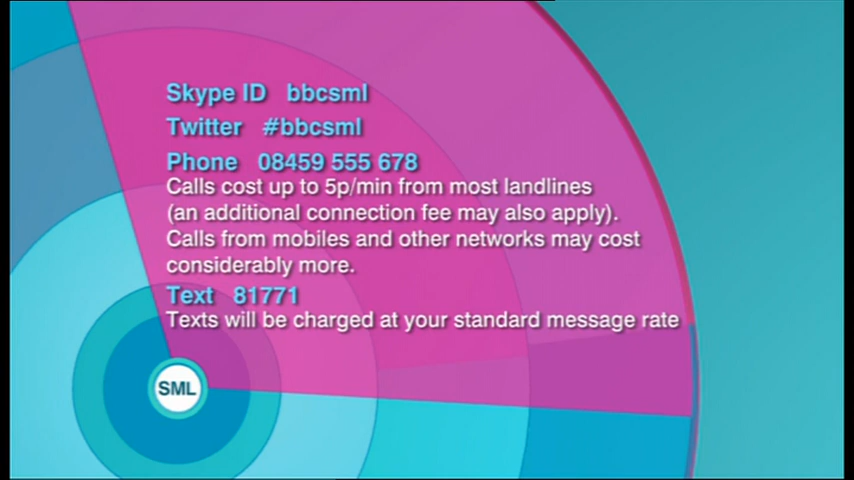 Skype ID bbcsml
Twitter #bbcsml
Phone 08459 555 678
Calls cost up to 5p/min from most landlines
(an additional connection fee may also apply).
Calls from mobiles and other networks may cost
considerably more.
Text 81771
Texts will be charged at your standard message rate
SML